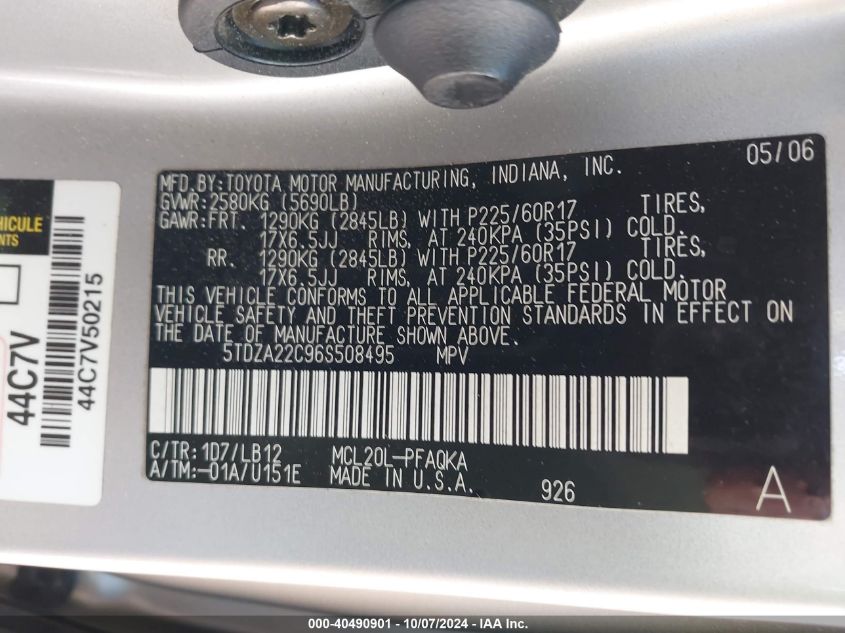 MFD.BY:TOYOTA MOTOR MANUFACTURING, INDIANA, INC. 05/06
GVWR:2580KG (5690LB)
GAWR:FRT. 1290KG (2845LB) WITH P225/60R17 TIRES,
17X6.5JJ RIMS, AT 240KPA (35PSI) COLD.
RR. 1290KG (2845LB) WITH P225/60R17 TIRES,
17X6.5JJ RIMS, AT 240KPA (35PSI) COLD.
THIS VEHICLE CONFORMS TO ALL APPLICABLE FEDERAL MOTOR
VEHICLE SAFETY AND THEFT PREVENTION STANDARDS IN EFFECT ON
THE DATE OF MANUFACTURE SHOWN ABOVE.
5TDZA22C96S508495 MPV
C/TR:1D7/LB12 MCL20L-PFAQKA
A/TM:-01A/U151E MADE IN U.S.A.
926 A
HICULE
NTS
44C7V
44C7V50215
000-40490901 - 10/07/2024 - IAA Inc.